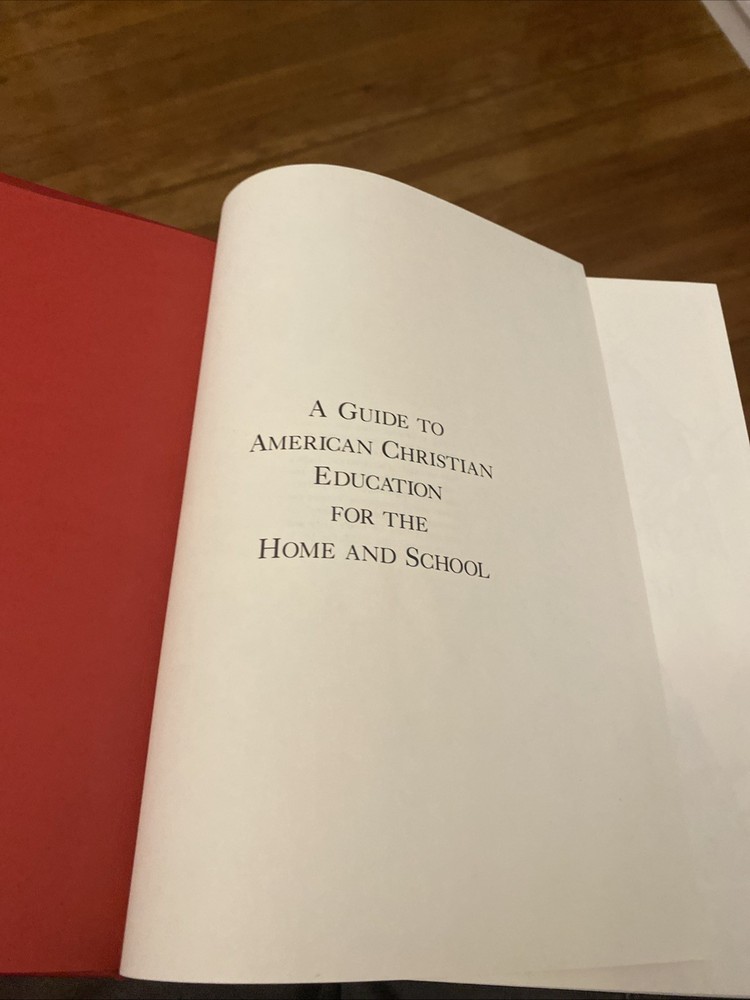 A Guide to
American Christian
Education
for the
Home and School